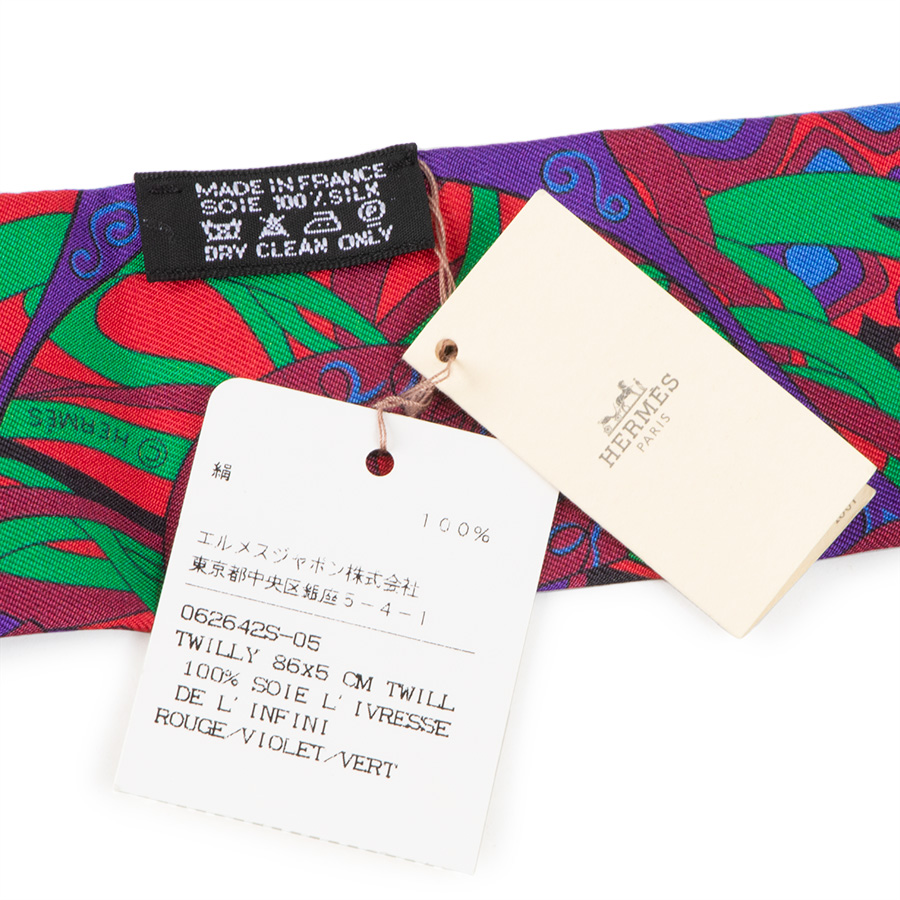 MADE IN FRANCE
SOIE 100% SILK
DRY CLEAN ONLY
HERMÈS
PARIS
© HERMÈS
絹
100%
エルメスジャポン株式会社
東京都中央区銀座5-4-1
062642S-05
TWILLY 86X5 CM TWILL
100% SOIE L'IVRESSE
DE L'INFINI
ROUGE/VIOLET/VERT